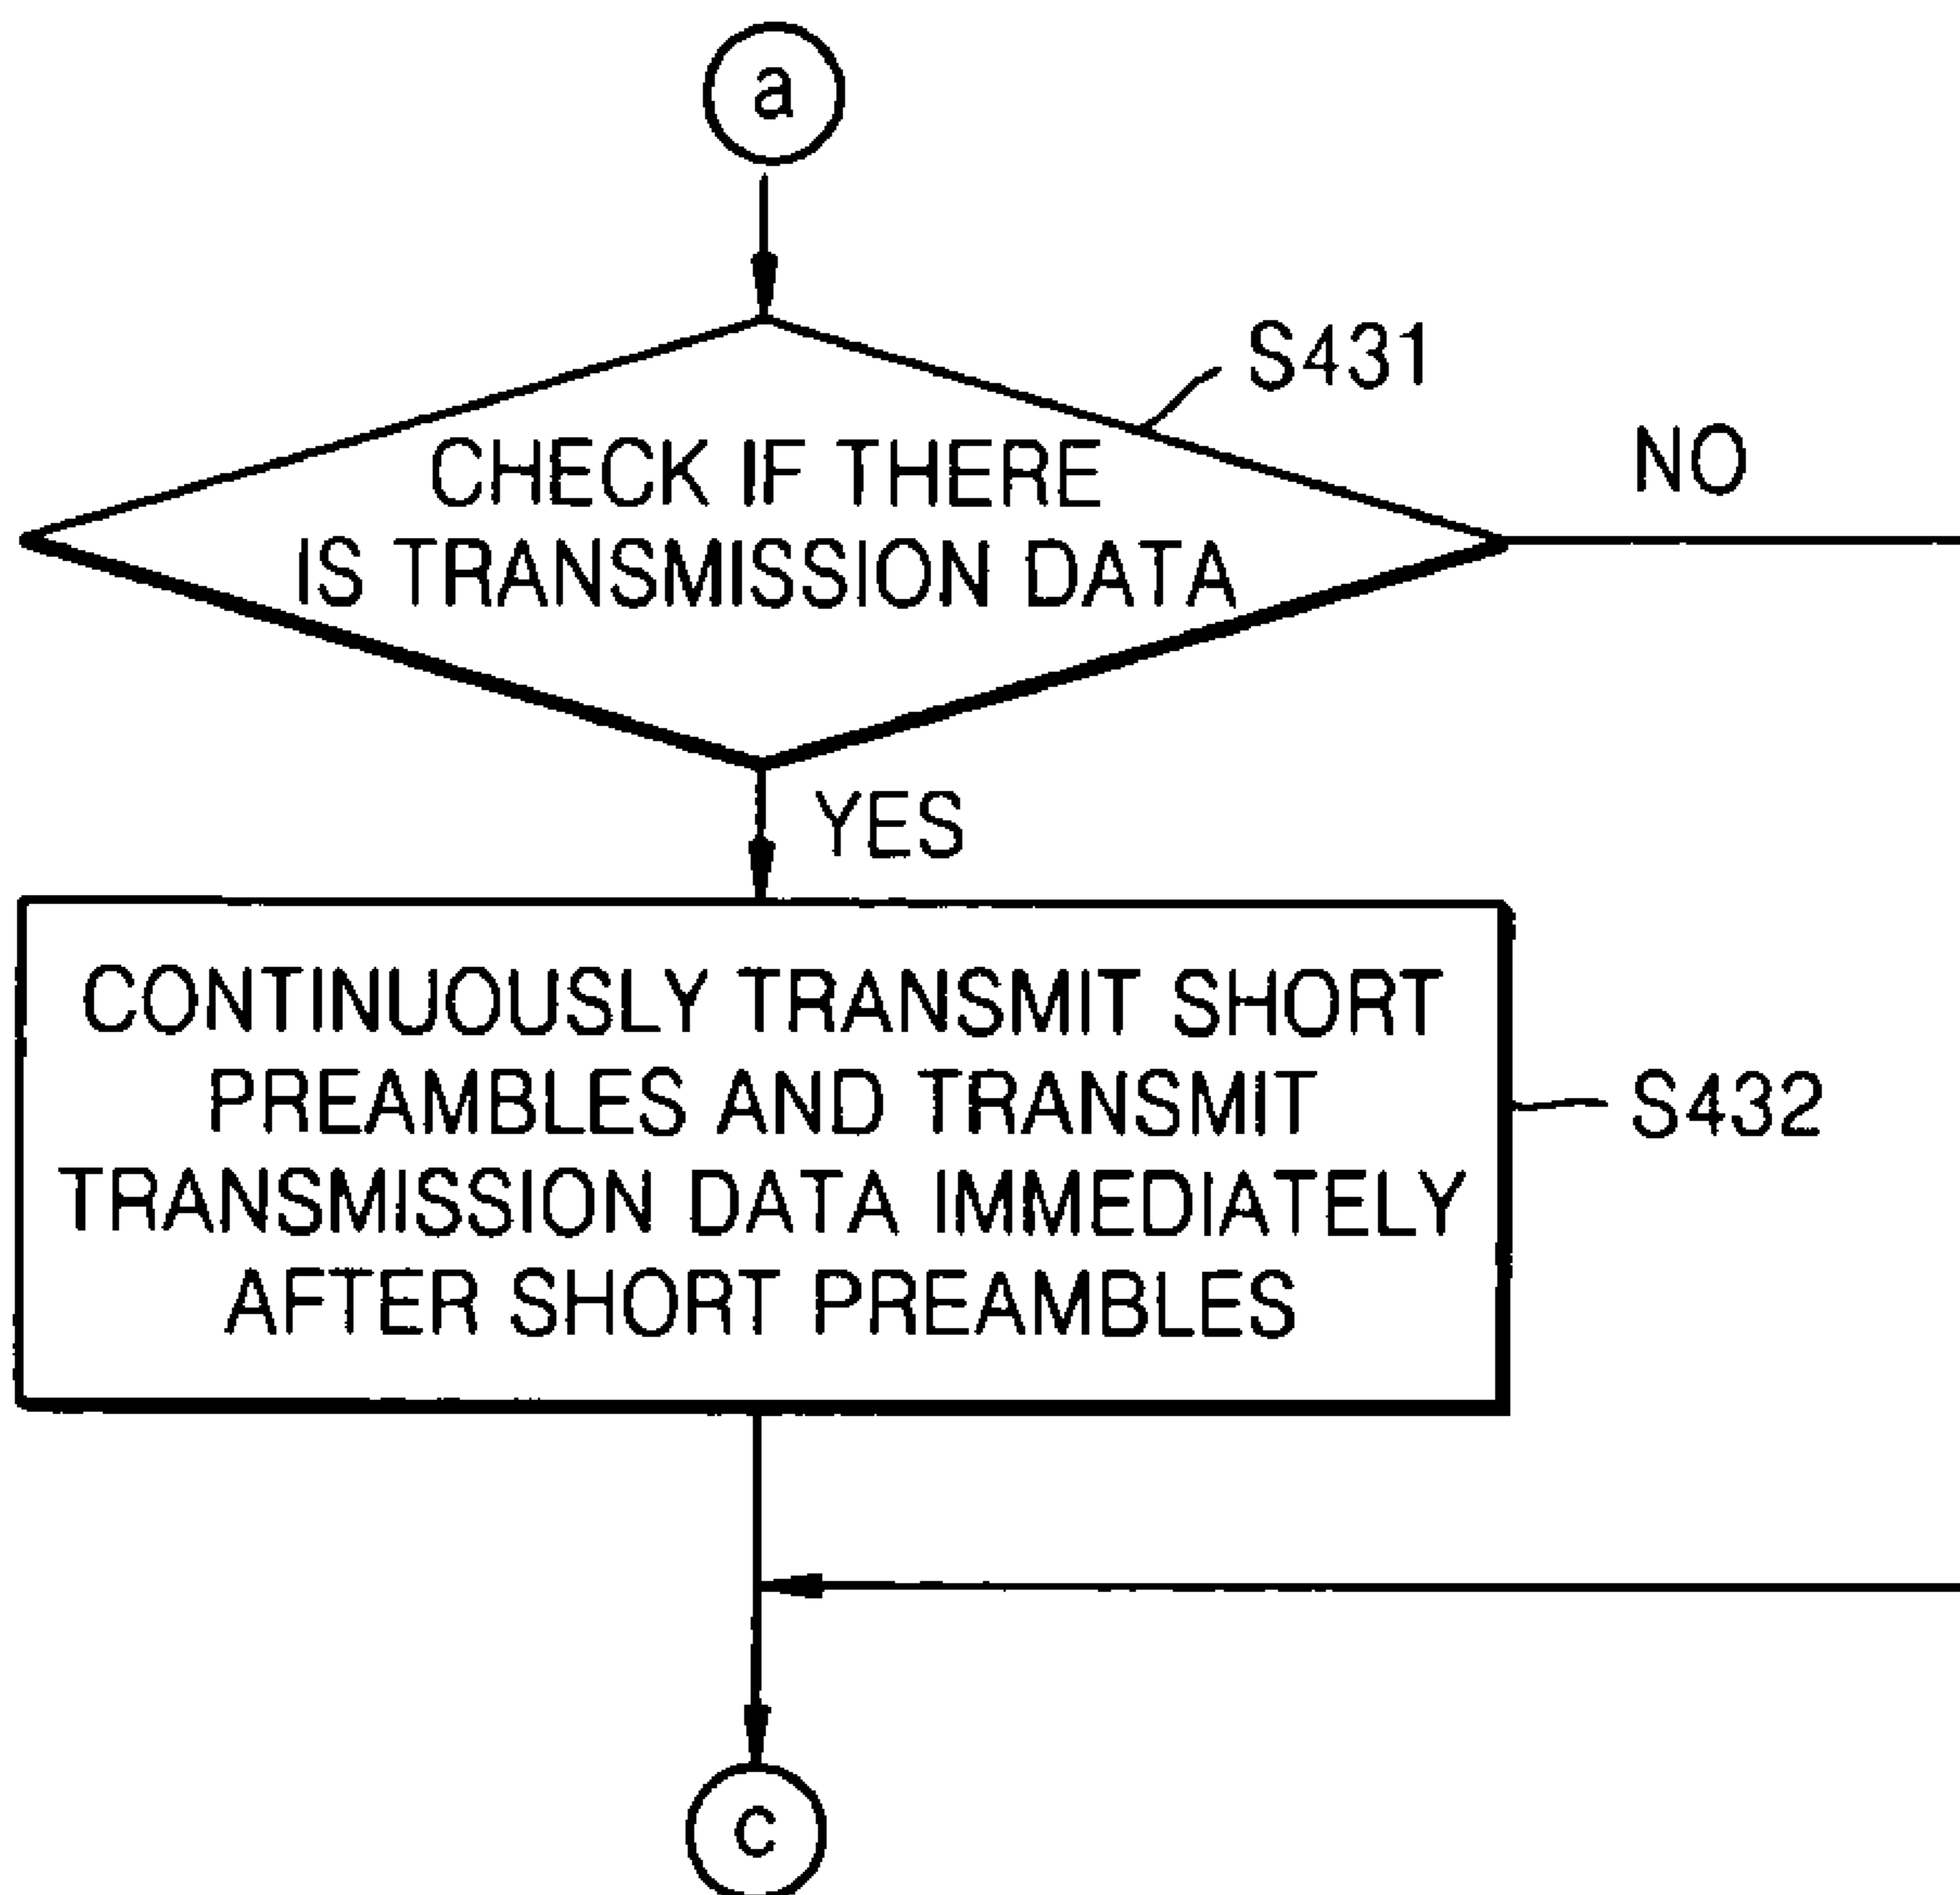 a
S431
CHECK IF THERE
IS TRANSMISSION DATA
NO
YES
CONTINUOUSLY TRANSMIT SHORT
PREAMBLES AND TRANSMIT
TRANSMISSION DATA IMMEDIATELY
AFTER SHORT PREAMBLES
S432
c